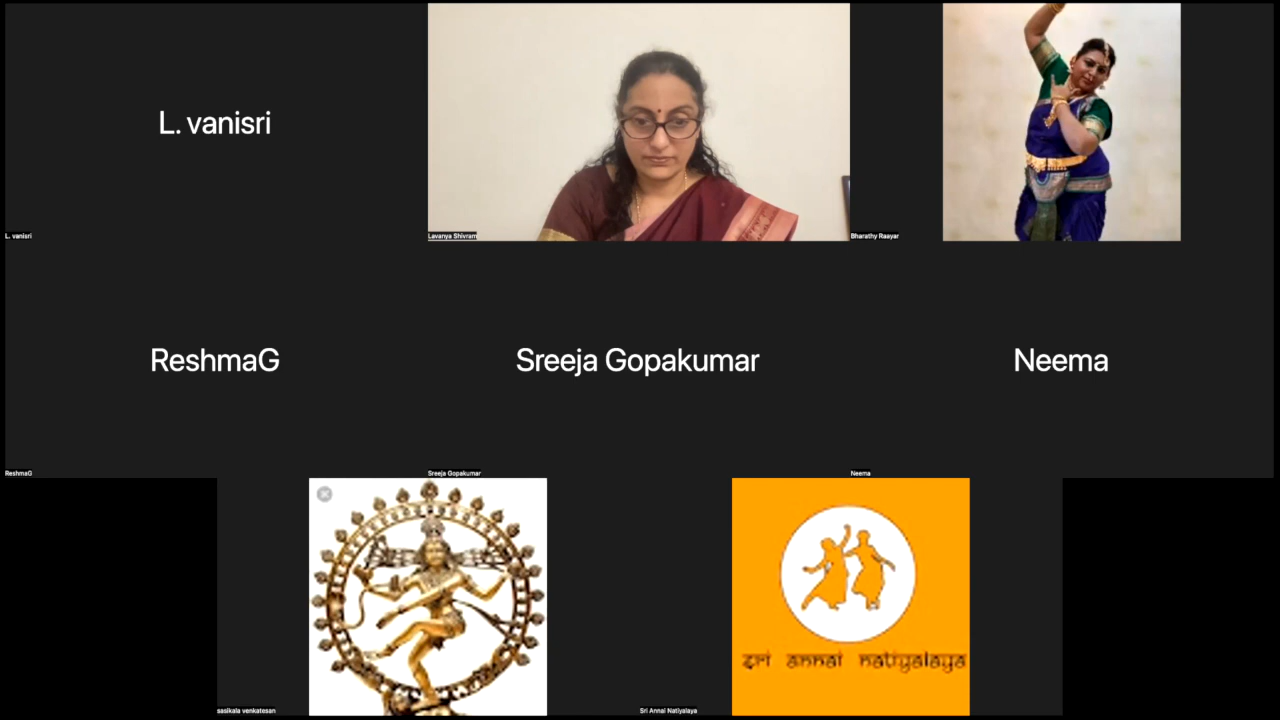 L. vanisri
L. vanisri
Lavanya Shivram
Bharathy Raayar
ReshmaG
Sreeja Gopakumar
Neema
ReshmaG
Sreeja Gopakumar
Neema
sri annai natiyalaya
sasikala venkatesan
Sri Annai Natiyalaya